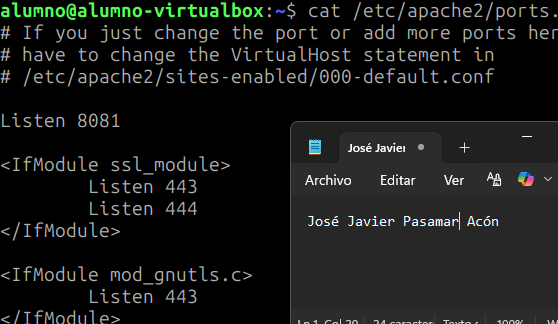 alumno@alumno-virtualbox:~$ cat /etc/apache2/ports.
# If you just change the port or add more ports her
# have to change the VirtualHost statement in
# /etc/apache2/sites-enabled/000-default.conf
Listen 8081
<IfModule ssl_module>
Listen 443
Listen 444
</IfModule>
<IfModule mod_gnutls.c>
Listen 443
</IfModule>
José Javier
Archivo Editar Ver
José Javier Pasamar Acón
Ln 1, Col 20 24 caracter Texto 100%